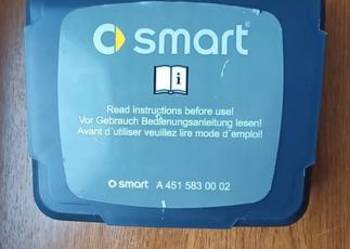 smart
i
Read instructions before use!
Vor Gebrauch Bedienungsanleitung lesen!
Avant d´utiliser veuillez lire mode d´emploi!
smart A 451 583 00 02